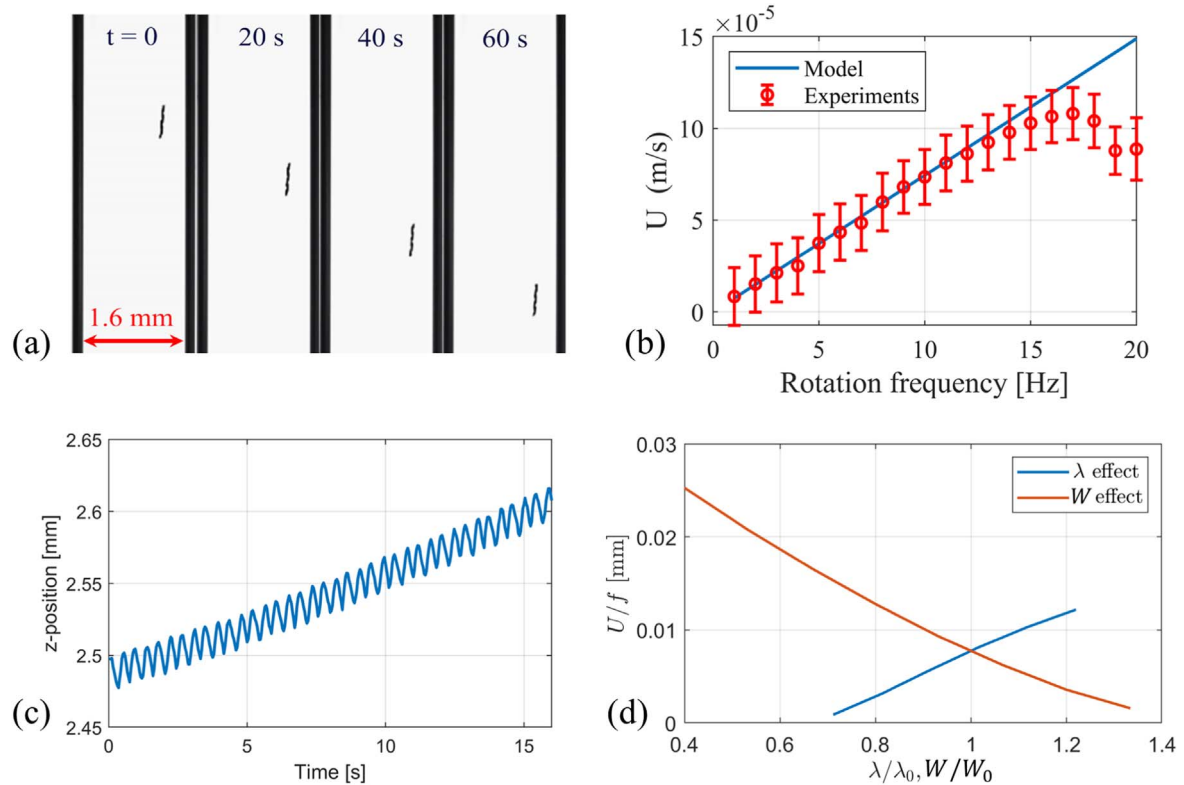 t = 0
20 s
40 s
60 s
1.6 mm
(a)
×10⁻⁵
15
10
5
0
U (m/s)
Model
Experiments
0
5
10
15
20
Rotation frequency [Hz]
(b)
2.65
2.6
2.55
2.5
2.45
z-position [mm]
0
5
10
15
Time [s]
(c)
0.03
0.02
0.01
0
U/f [mm]
λ effect
W effect
0.4
0.6
0.8
1
1.2
1.4
λ/λ₀, W/W₀
(d)